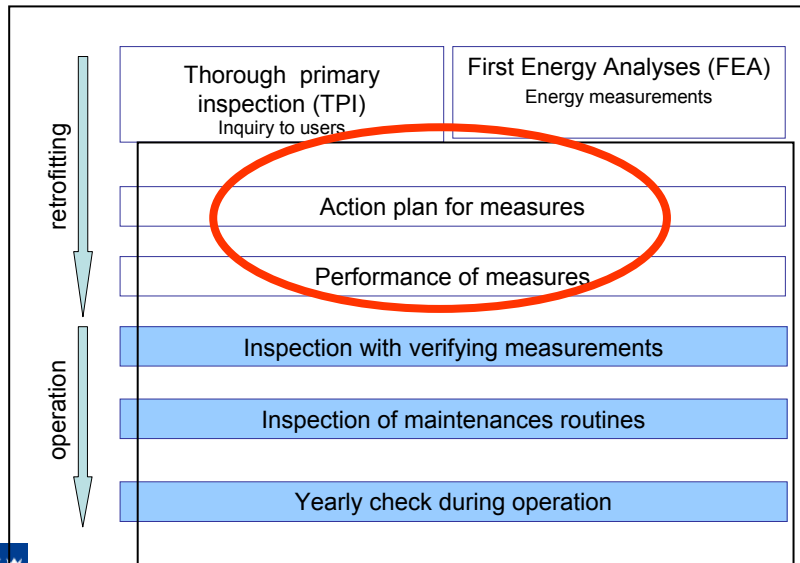 Thorough primary
inspection (TPI)
Inquiry to users
First Energy Analyses (FEA)
Energy measurements
retrofitting
Action plan for measures
Performance of measures
operation
Inspection with verifying measurements
Inspection of maintenances routines
Yearly check during operation